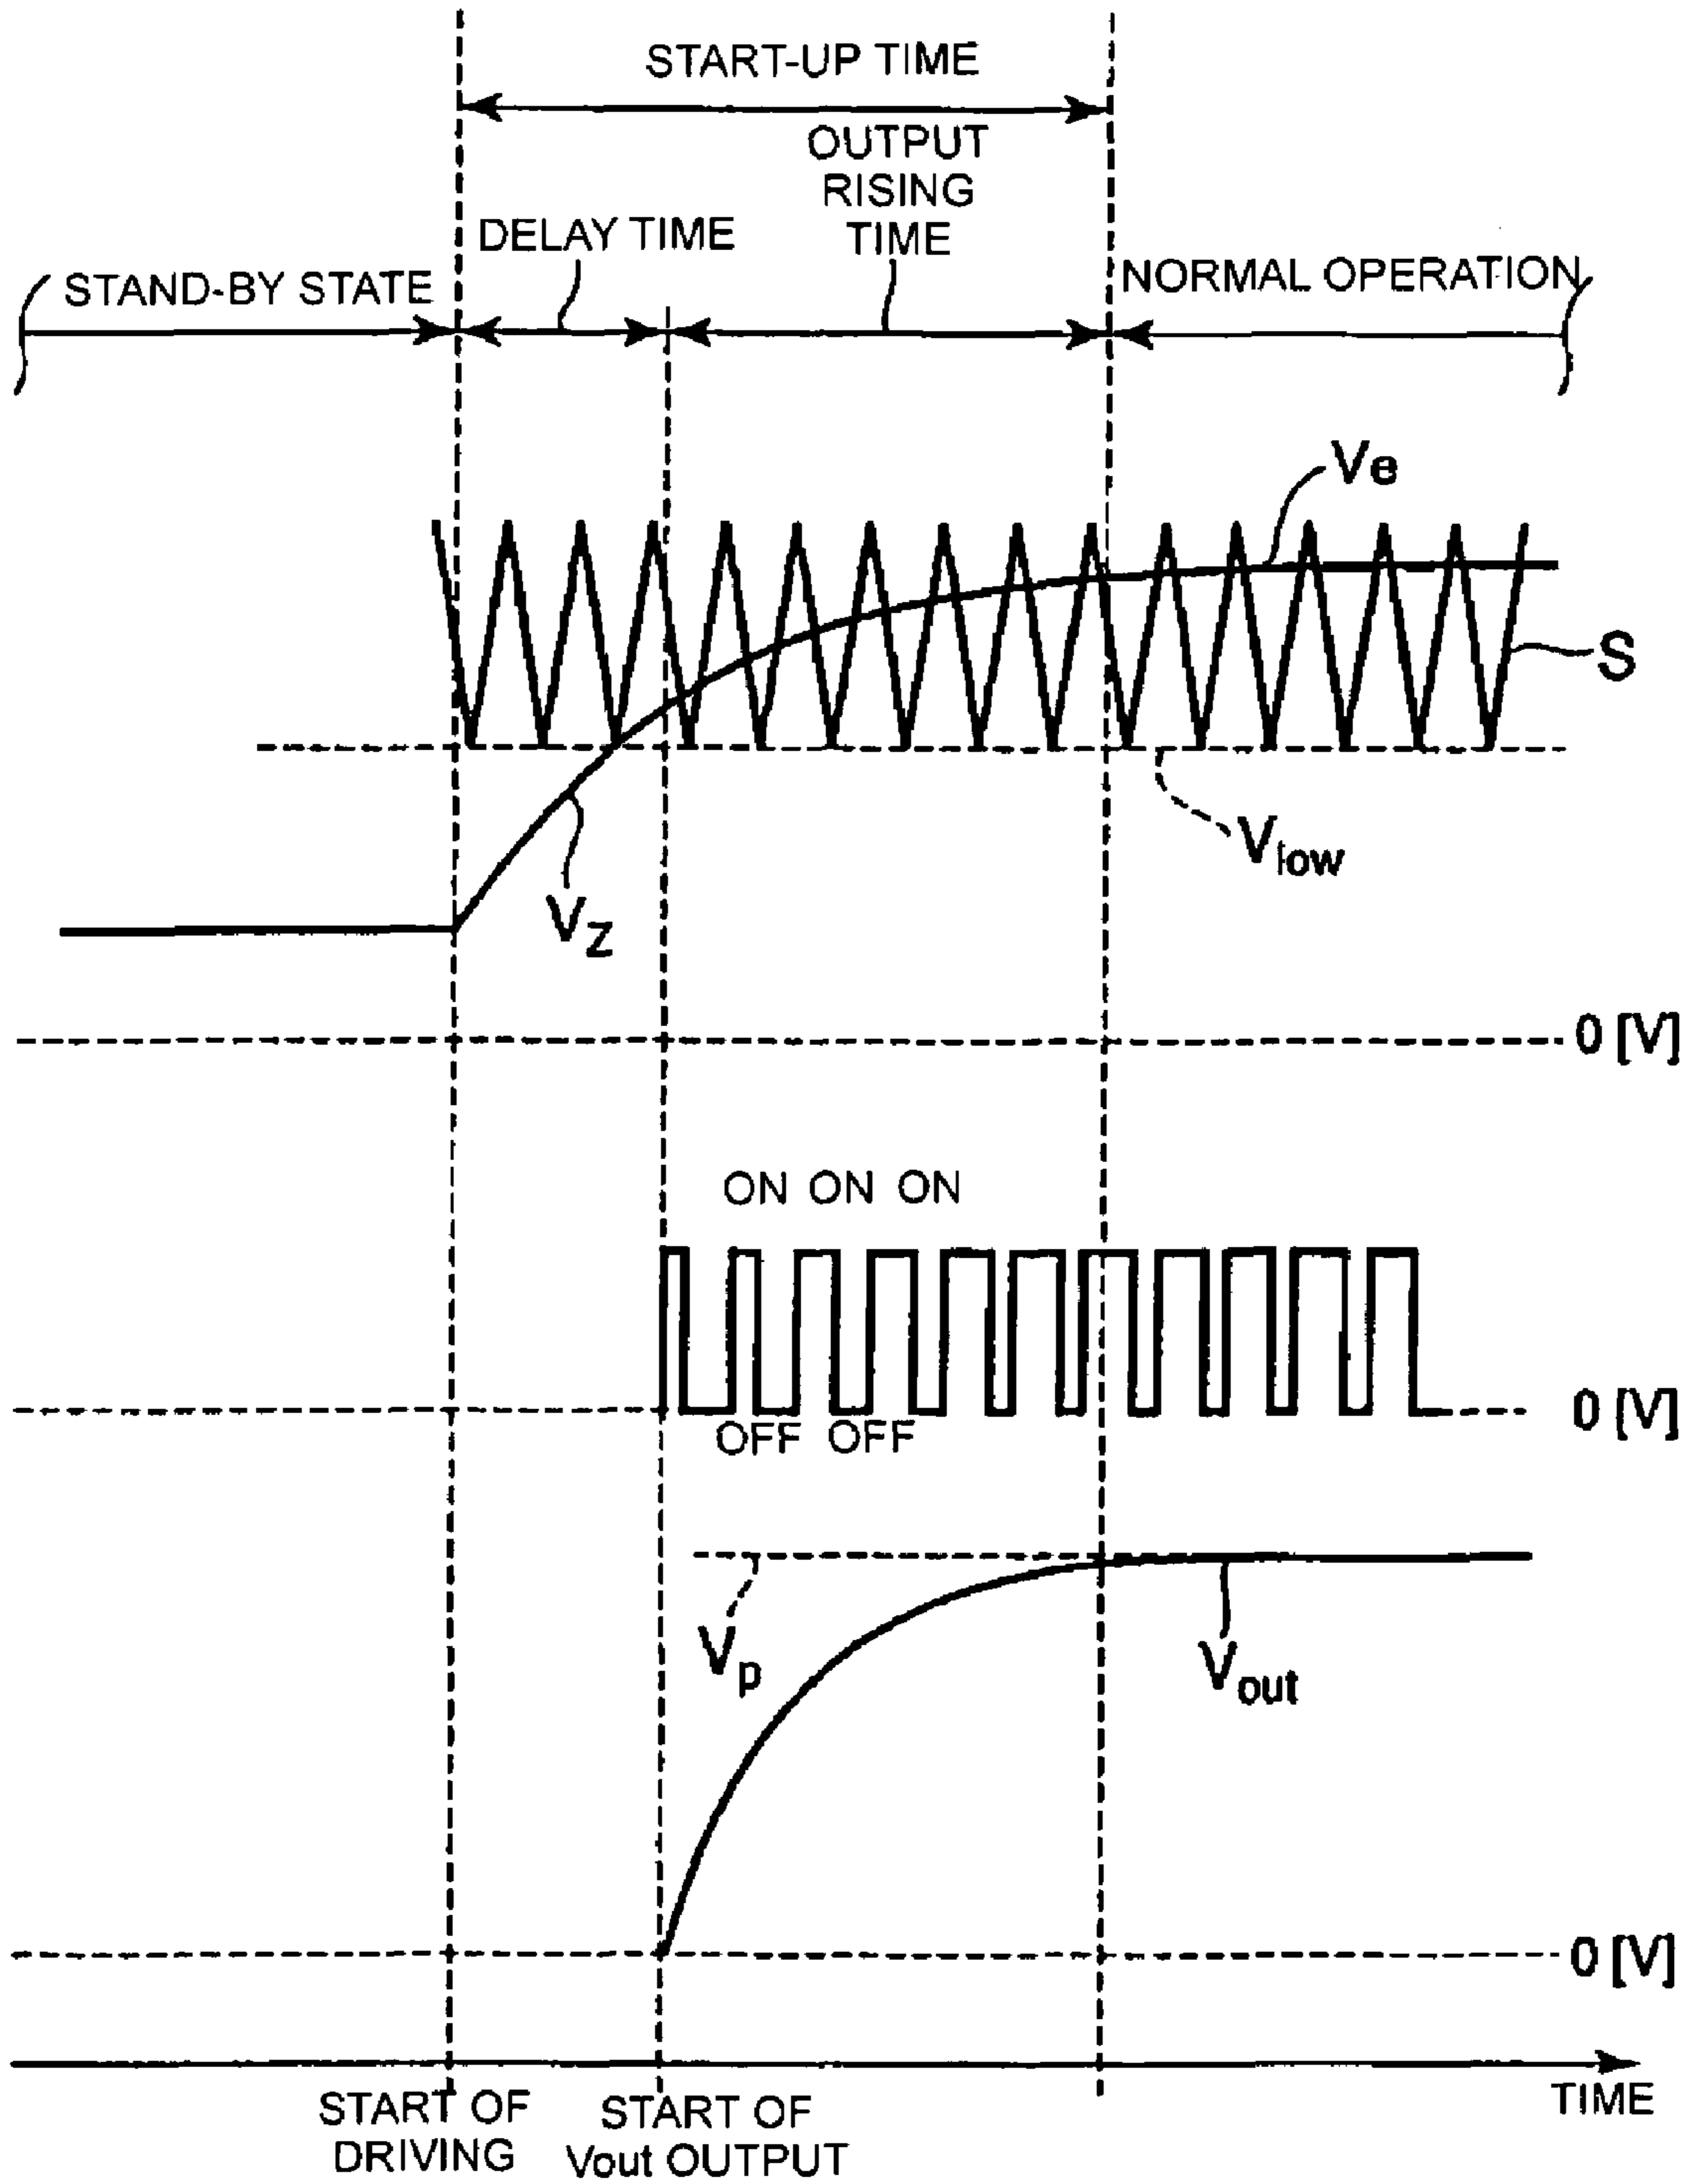 START-UP TIME
OUTPUT
RISING
TIME
DELAY TIME
STAND-BY STATE
NORMAL OPERATION
Ve
S
Vlow
VZ
0 [V]
ON ON ON
OFF OFF
0 [V]
Vp
Vout
0 [V]
TIME
START OF
DRIVING
START OF
Vout OUTPUT